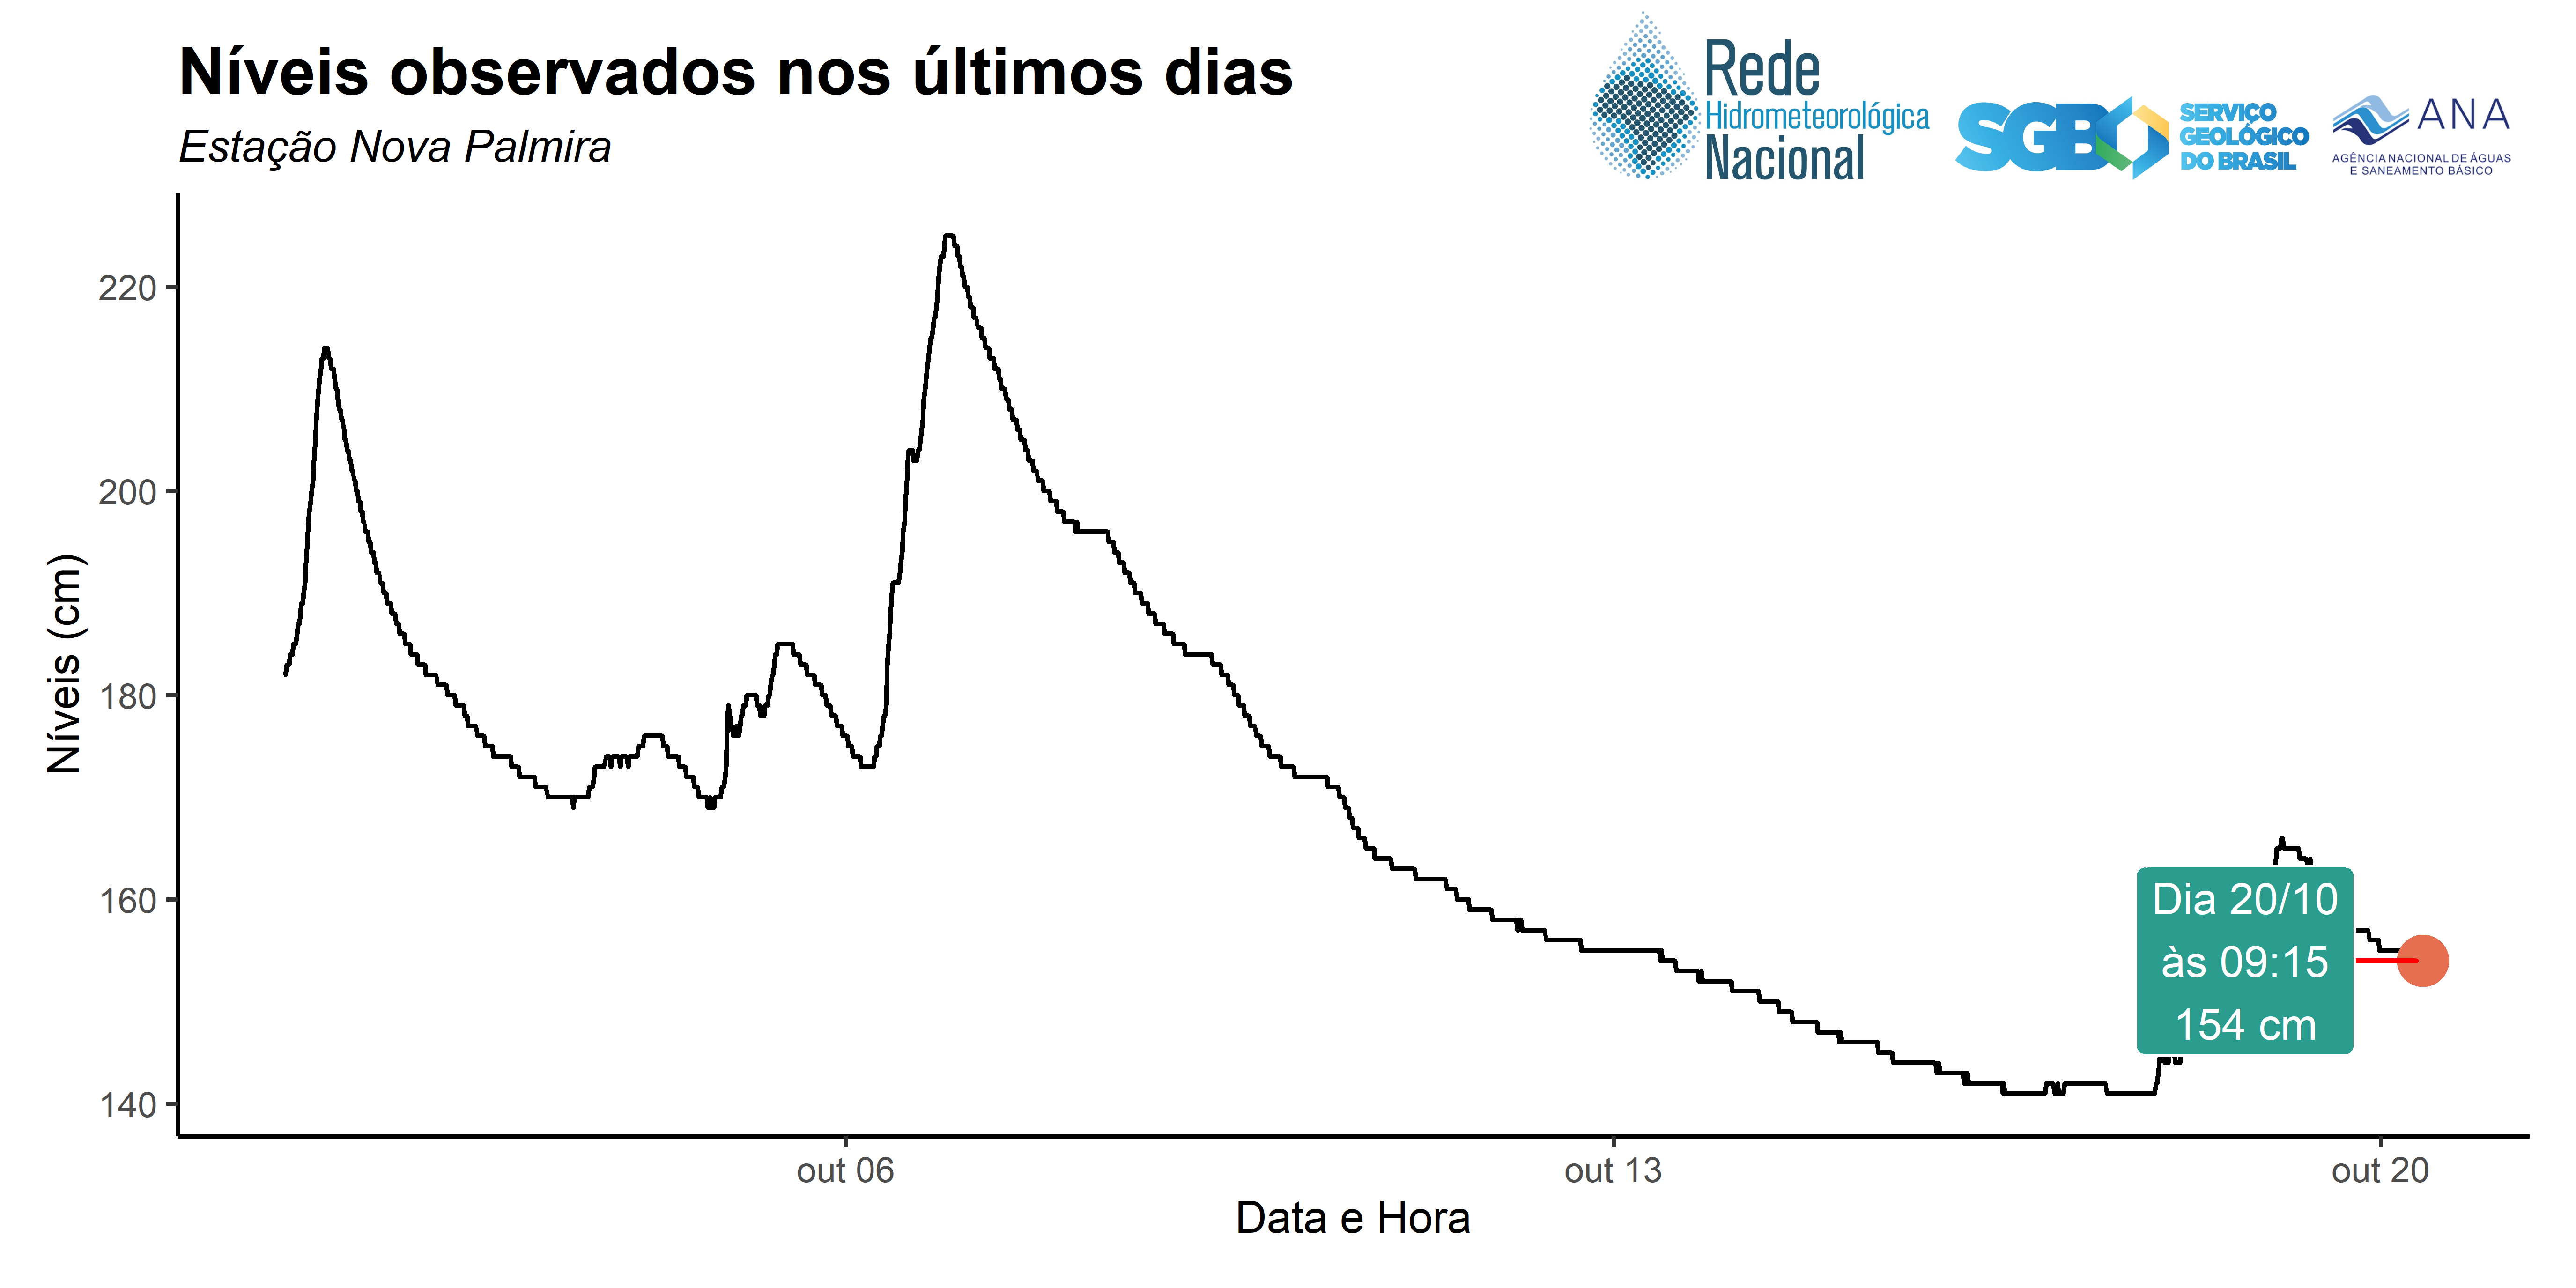 Níveis observados nos últimos dias
Estação Nova Palmira
Rede
Hidrometeorológica
Nacional
SGB
SERVIÇO
GEOLÓGICO
DO BRASIL
ANA
AGÊNCIA NACIONAL DE ÁGUAS
E SANEAMENTO BÁSICO
Níveis (cm)
220
200
180
160
140
Dia 20/10
às 09:15
154 cm
out 06
out 13
out 20
Data e Hora